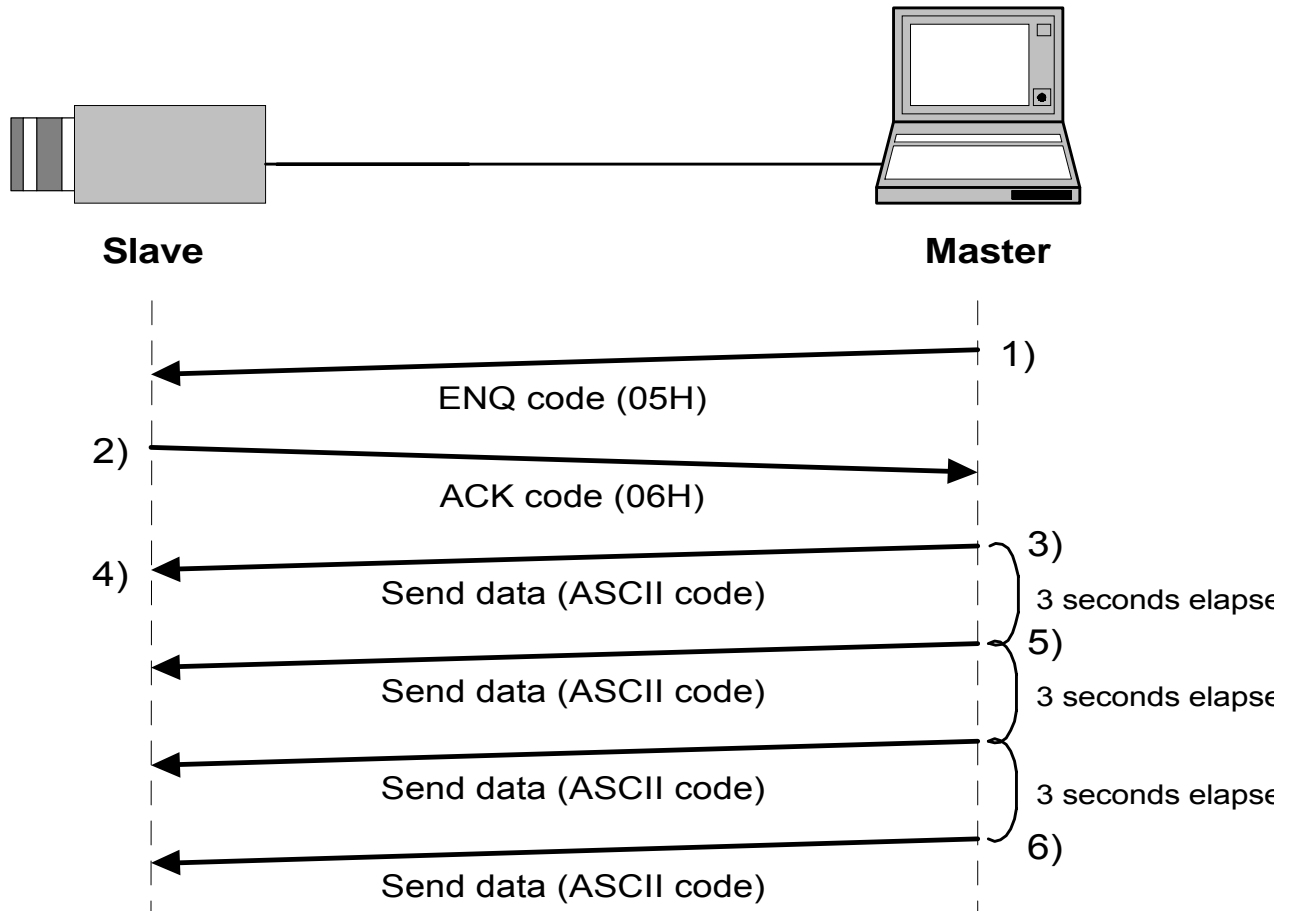 Slave
Master
1)
ENQ code (05H)
2)
ACK code (06H)
3)
4)
Send data (ASCII code)
3 seconds elapse
5)
Send data (ASCII code)
3 seconds elapse
Send data (ASCII code)
3 seconds elapse
6)
Send data (ASCII code)